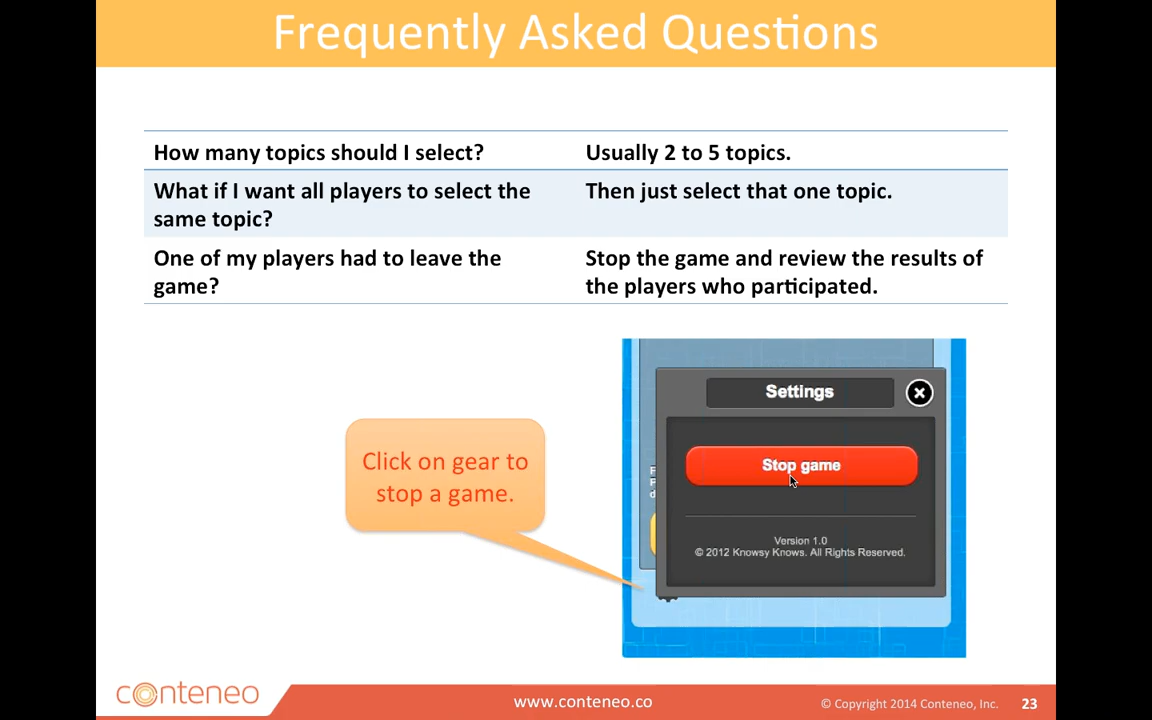 Frequently Asked Questions
How many topics should I select?
Usually 2 to 5 topics.
What if I want all players to select the
same topic?
Then just select that one topic.
One of my players had to leave the
game?
Stop the game and review the results of
the players who participated.
Settings
Stop game
Version 1.0
© 2012 Knowsy Knows. All Rights Reserved.
Click on gear to
stop a game.
conteneo
www.conteneo.co
© Copyright 2014 Conteneo, Inc.
23